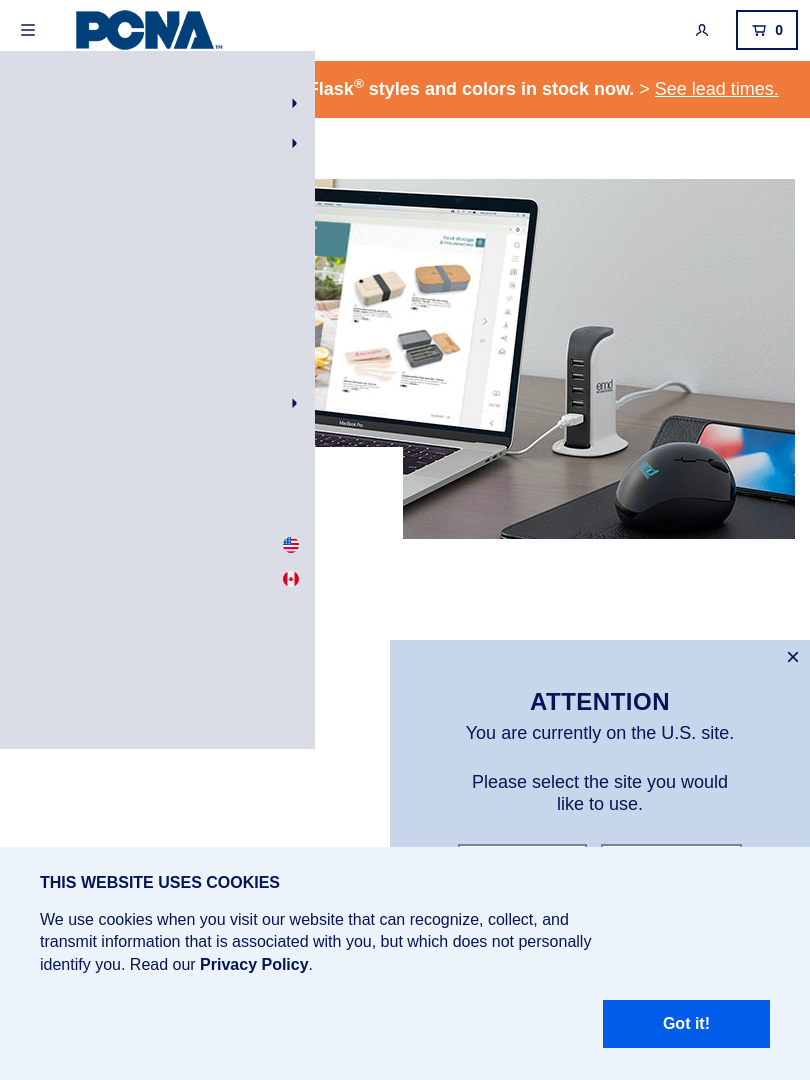 PCNA™
0
Flask® styles and colors in stock now. > See lead times.
emd
ATTENTION
You are currently on the U.S. site.
Please select the site you would
like to use.
THIS WEBSITE USES COOKIES
We use cookies when you visit our website that can recognize, collect, and
transmit information that is associated with you, but which does not personally
identify you. Read our Privacy Policy.
Got it!